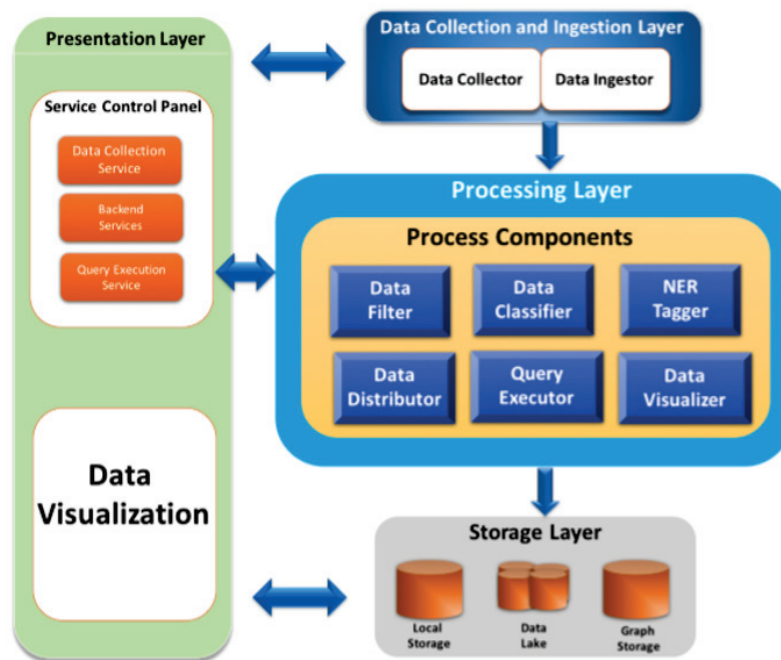 Presentation Layer
Service Control Panel
Data Collection
Service
Backend
Services
Query Execution
Service
Data
Visualization
Data Collection and Ingestion Layer
Data Collector
Data Ingestor
Processing Layer
Process Components
Data
Filter
Data
Classifier
NER
Tagger
Data
Distributor
Query
Executor
Data
Visualizer
Storage Layer
Local
Storage
Data
Lake
Graph
Storage